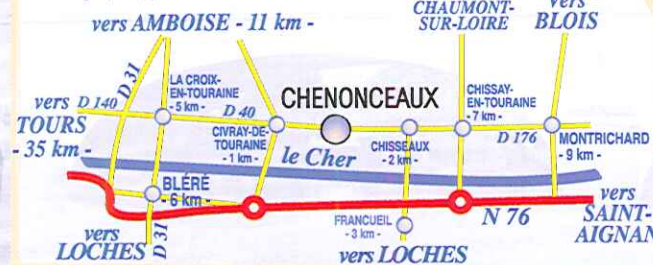 vers AMBOISE - 11 km -
CHAUMONT-
SUR-LOIRE
vers
BLOIS
D 31
LA CROIX-
EN-TOURAINE
- 5 km -
vers
TOURS
- 35 km -
D 140
D 40
CIVRAY-DE-
TOURAINE
- 1 km -
CHENONCEAUX
le Cher
CHISSEAUX
- 2 km -
CHISSAY-
EN-TOURAINE
- 7 km -
D 176
MONTRICHARD
- 9 km -
BLÉRÉ
- 6 km -
vers
LOCHES
D 31
FRANCUEIL
- 3 km -
vers LOCHES
N 76
vers
SAINT-
AIGNAN